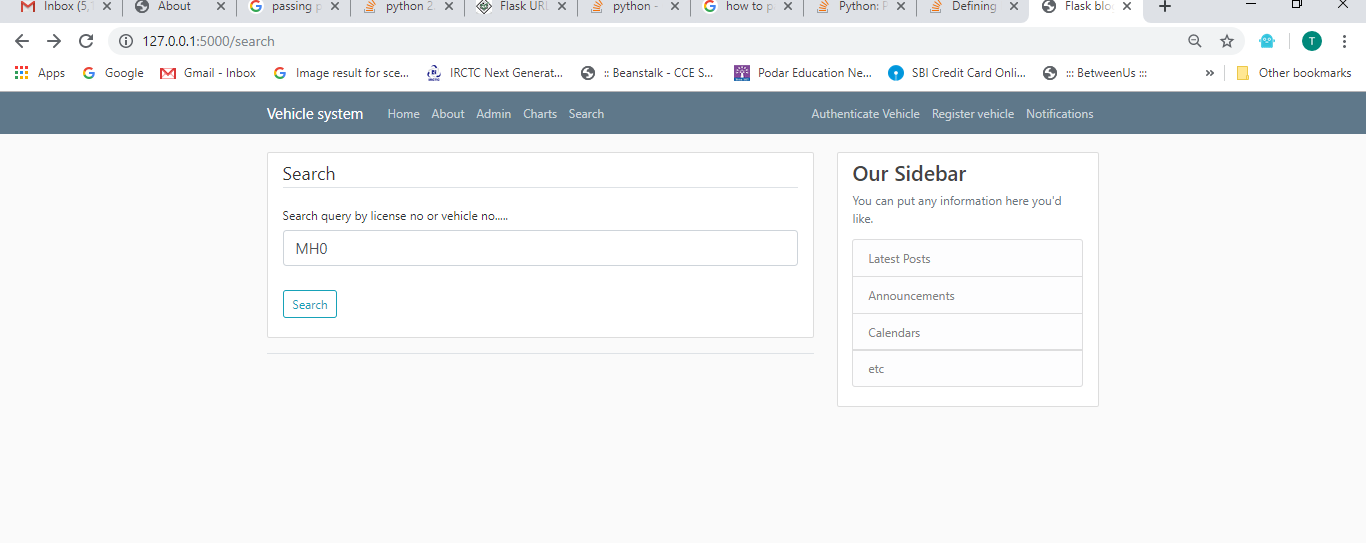 Inbox (5, About passing p python 2. Flask URL python - how to p Python: P Defining Flask blo
127.0.0.1:5000/search T
Apps Google Gmail - Inbox Image result for sce... IRCTC Next Generat... :: Beanstalk - CCE S... Podar Education Ne... SBI Credit Card Onli... ::: BetweenUs ::: » Other bookmarks
Vehicle system Home About Admin Charts Search Authenticate Vehicle Register vehicle Notifications
Search
Search query by license no or vehicle no.....
MH0
Search
Our Sidebar
You can put any information here you'd
like.
Latest Posts
Announcements
Calendars
etc